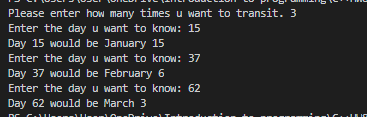 Please enter how many times u want to transit. 3
Enter the day u want to know: 15
Day 15 would be January 15
Enter the day u want to know: 37
Day 37 would be February 6
Enter the day u want to know: 62
Day 62 would be March 3